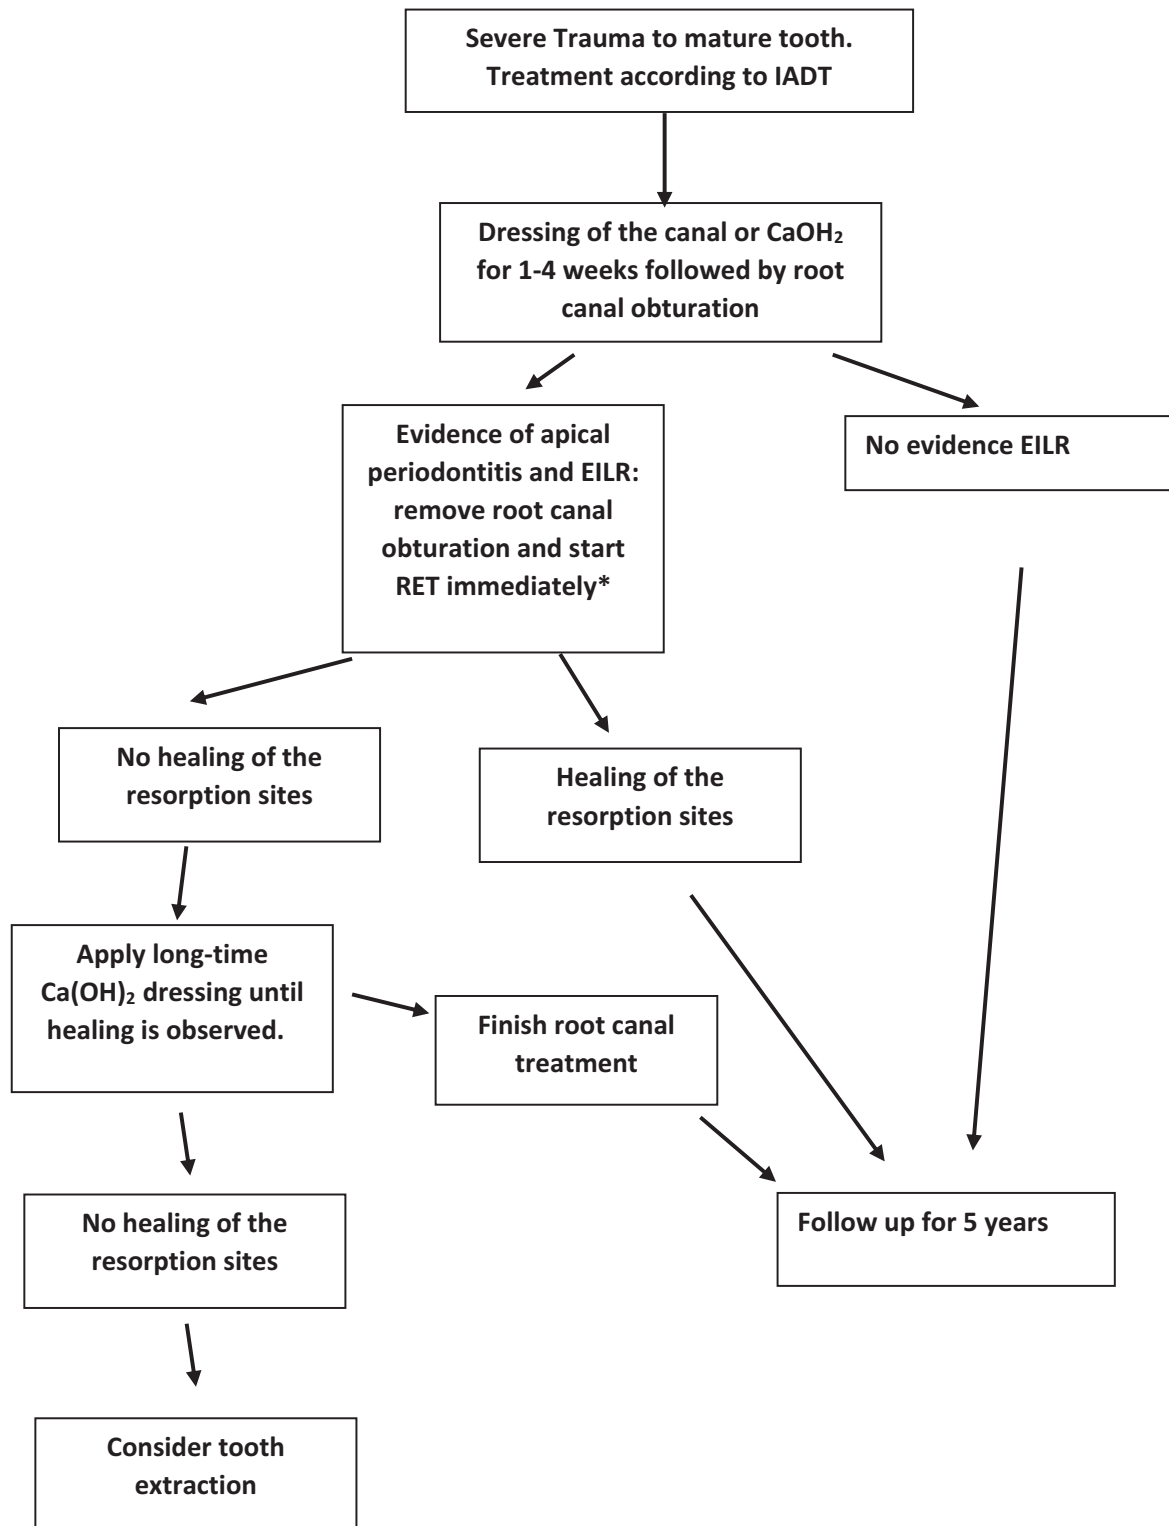 Severe Trauma to mature tooth.
Treatment according to IADT
Dressing of the canal or CaOH₂
for 1-4 weeks followed by root
canal obturation
Evidence of apical
periodontitis and EILR:
remove root canal
obturation and start
RET immediately*
No evidence EILR
No healing of the
resorption sites
Healing of the
resorption sites
Apply long-time
Ca(OH)₂ dressing until
healing is observed.
Finish root canal
treatment
No healing of the
resorption sites
Follow up for 5 years
Consider tooth
extraction